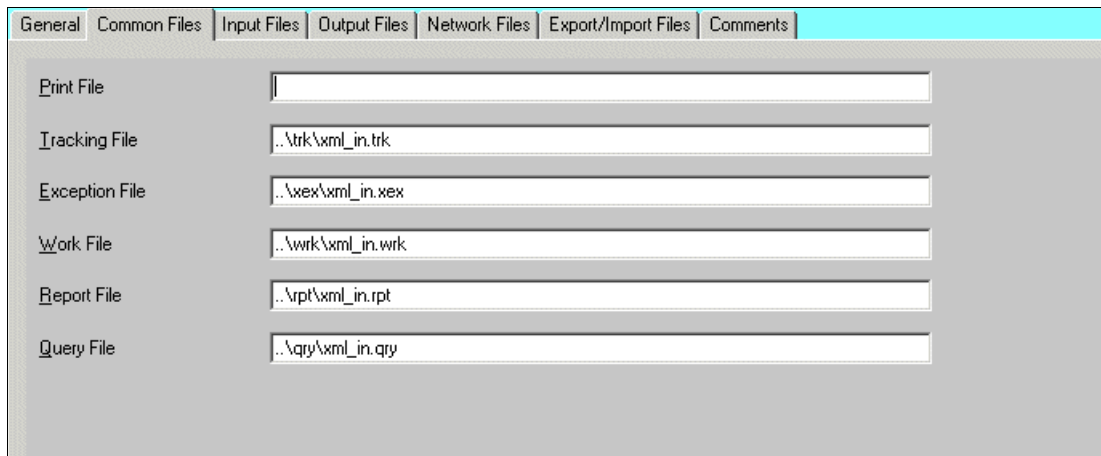 General Common Files Input Files Output Files Network Files Export/Import Files Comments
Print File
Tracking File ..\trk\xml_in.trk
Exception File ..\xex\xml_in.xex
Work File ..\wrk\xml_in.wrk
Report File ..\rpt\xml_in.rpt
Query File ..\qry\xml_in.qry